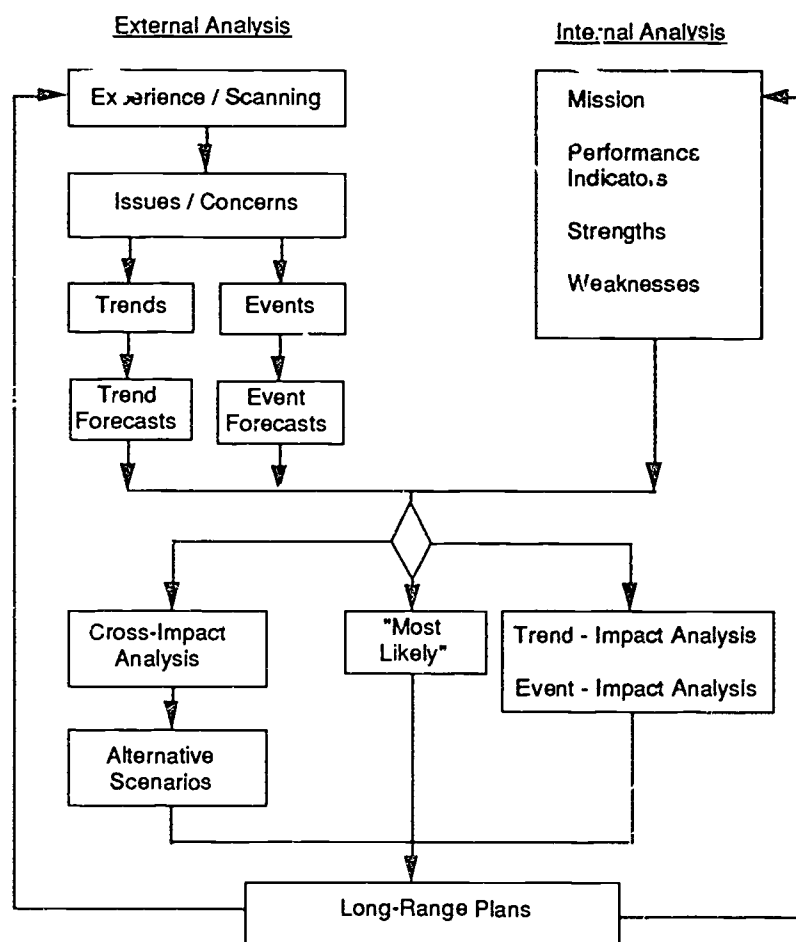 External Analysis
Internal Analysis
Experience / Scanning
Issues / Concerns
Trends
Events
Trend
Forecasts
Event
Forecasts
Mission
Performance
Indicators
Strengths
Weaknesses
Cross-Impact
Analysis
"Most
Likely"
Trend - Impact Analysis
Event - Impact Analysis
Alternative
Scenarios
Long-Range Plans